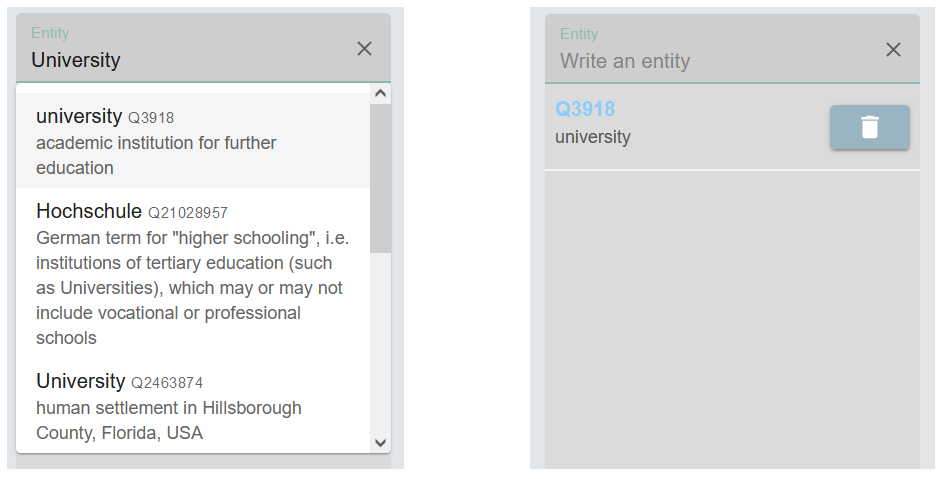 Entity
University
university Q3918
academic institution for further
education
Hochschule Q21028957
German term for "higher schooling", i.e.
institutions of tertiary education (such
as Universities), which may or may not
include vocational or professional
schools
University Q2463874
human settlement in Hillsborough
County, Florida, USA
Entity
Write an entity
Q3918
university